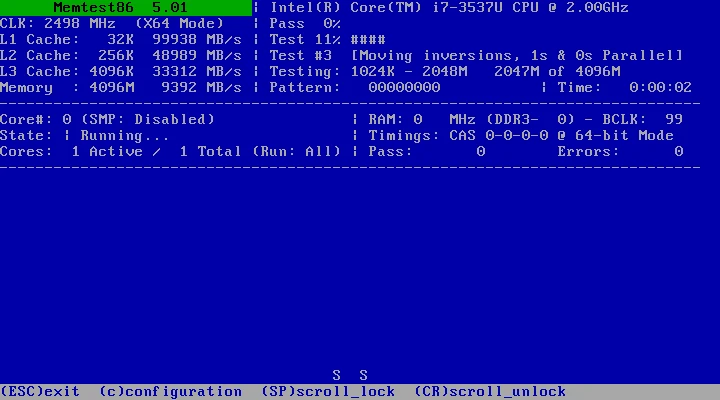 Memtest86  5.01 | Intel(R) Core(TM) i7-3537U CPU @ 2.00GHz
CLK: 2498 MHz  (X64 Mode) | Pass  0%
L1 Cache:   32K  99938 MB/s | Test 11% ####
L2 Cache:  256K  48989 MB/s | Test #3  [Moving inversions, 1s & 0s Parallel]
L3 Cache: 4096K  33312 MB/s | Testing: 1024K - 2048M   2047M of 4096M
Memory  : 4096M   9392 MB/s | Pattern:   00000000 | Time:   0:00:02
Core#: 0 (SMP: Disabled) | RAM: 0   MHz (DDR3-  0) - BCLK:  99
State: | Running... | Timings: CAS 0-0-0-0 @ 64-bit Mode
Cores:  1 Active /  1 Total (Run: All) | Pass:       0        Errors:      0
S  S
(ESC)exit  (c)configuration  (SP)scroll_lock  (CR)scroll_unlock